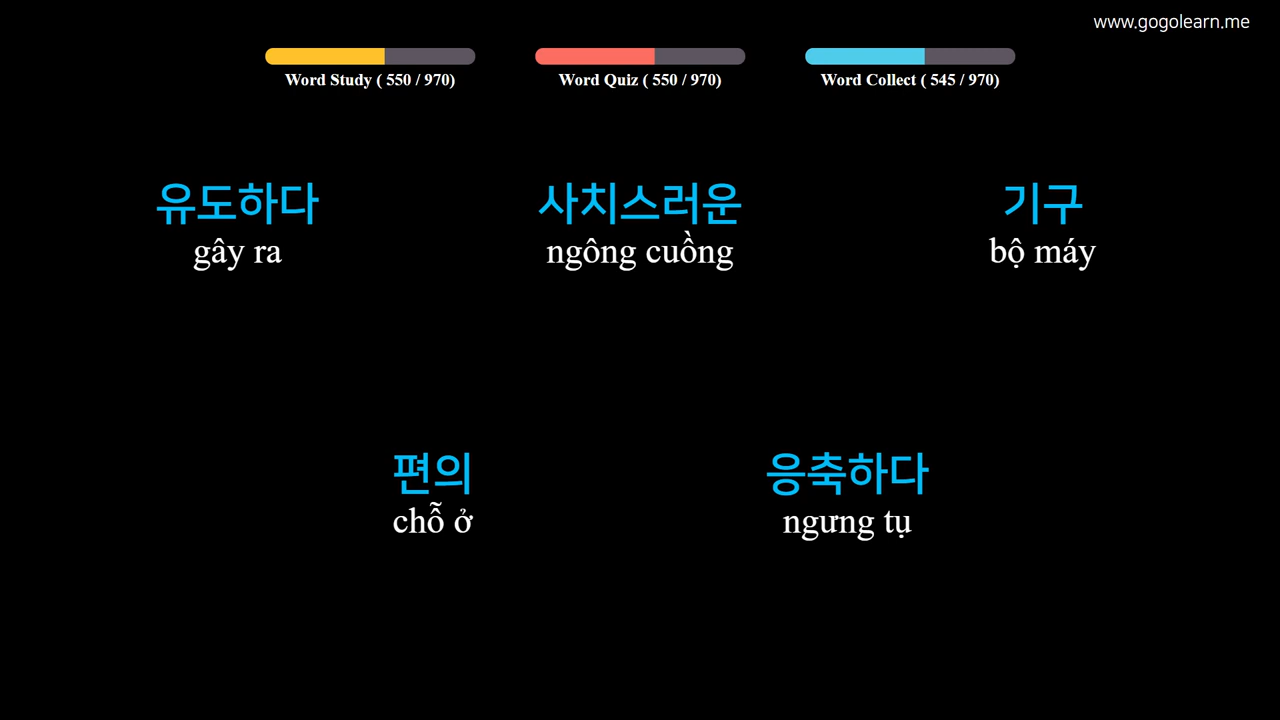 www.gogolearn.me
Word Study ( 550 / 970)
Word Quiz ( 550 / 970)
Word Collect ( 545 / 970)
유도하다
gây ra
사치스러운
ngông cuồng
기구
bộ máy
편의
chỗ ở
응축하다
ngưng tụ